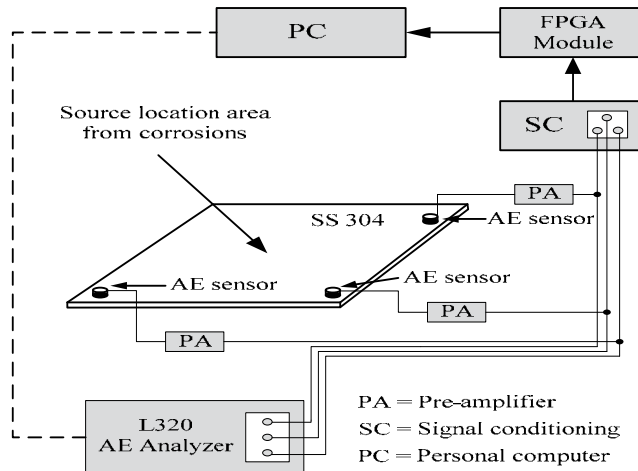 PC
FPGA
Module
Source location area
from corrosions
SC
PA
SS 304
AE sensor
AE sensor
AE sensor
PA
PA
L320
AE Analyzer
PA = Pre-amplifier
SC = Signal conditioning
PC = Personal computer